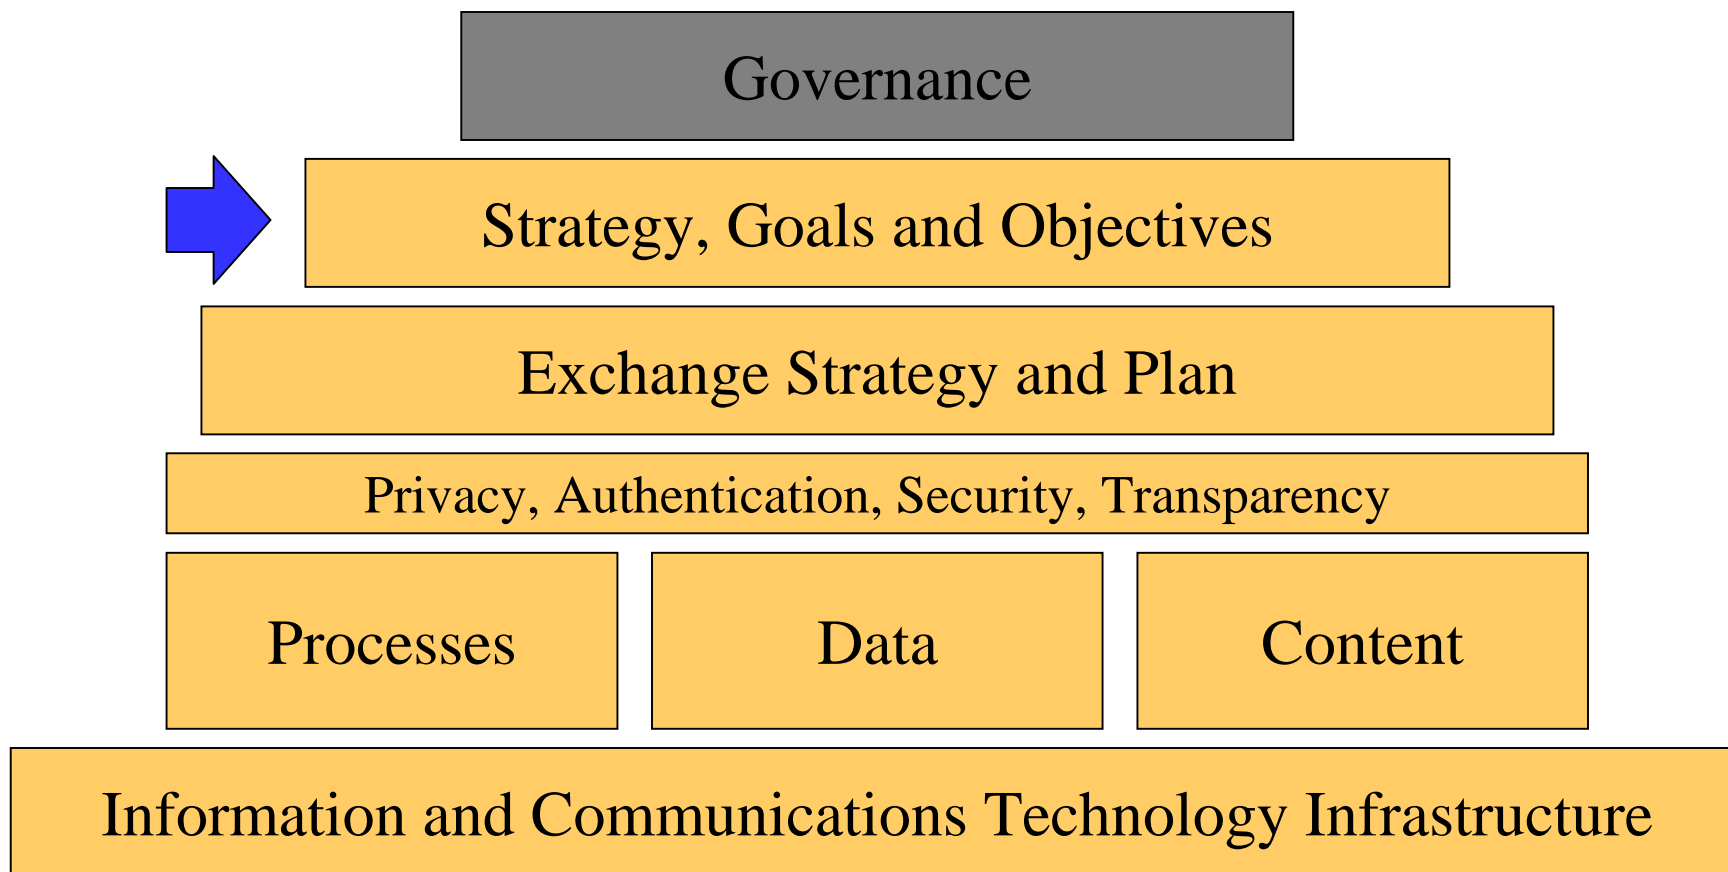 Governance
Strategy, Goals and Objectives
Exchange Strategy and Plan
Privacy, Authentication, Security, Transparency
Processes
Data
Content
Information and Communications Technology Infrastructure